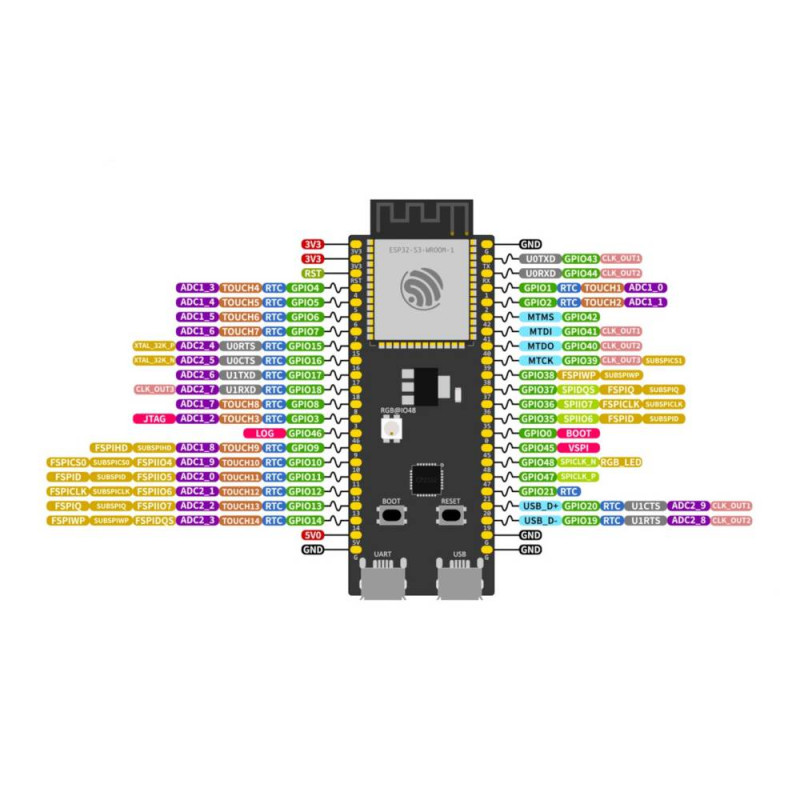 ESP32-S3-WROOM-1
3V3
3V3
RST
ADC1_3 TOUCH4 RTC GPIO4
ADC1_4 TOUCH5 RTC GPIO5
ADC1_5 TOUCH6 RTC GPIO6
ADC1_6 TOUCH7 RTC GPIO7
XTAL_32K_P ADC2_4 U0RTS RTC GPIO15
XTAL_32K_N ADC2_5 U0CTS RTC GPIO16
ADC2_6 U1TXD RTC GPIO17
CLK_OUT3 ADC2_7 U1RXD RTC GPIO18
ADC1_7 TOUCH8 RTC GPIO8
JTAG ADC1_2 TOUCH3 RTC GPIO3
LOG GPIO46
FSPIHD SUBSPIHD ADC1_8 TOUCH9 RTC GPIO9
FSPICS0 SUBSPICS0 FSPIIO4 ADC1_9 TOUCH10 RTC GPIO10
FSPID SUBSPID FSPIIO5 ADC2_0 TOUCH11 RTC GPIO11
FSPICLK SUBSPICLK FSPIIO6 ADC2_1 TOUCH12 RTC GPIO12
FSPIQ SUBSPIQ FSPIIO7 ADC2_2 TOUCH13 RTC GPIO13
FSPIWP SUBSPIWP FSPIDQS ADC2_3 TOUCH14 RTC GPIO14
5V0
GND
GND
U0TXD GPIO43 CLK_OUT1
U0RXD GPIO44 CLK_OUT2
GPIO1 RTC TOUCH1 ADC1_0
GPIO2 RTC TOUCH2 ADC1_1
MTMS GPIO42
MTDI GPIO41 CLK_OUT1
MTDO GPIO40 CLK_OUT2
MTCK GPIO39 CLK_OUT3 SUBSPICS1
GPIO38 FSPIWP SUBSPIWP
GPIO37 SPIDQS FSPIQ SUBSPIQ
GPIO36 SPIIO7 FSPICLK SUBSPICLK
GPIO35 SPIIO6 FSPID SUBSPID
GPIO0 BOOT
GPIO45 VSPI
GPIO48 SPICLK_N RGB_LED
GPIO47 SPICLK_P
GPIO21 RTC
USB_D+ GPIO20 RTC U1CTS ADC2_9 CLK_OUT1
USB_D- GPIO19 RTC U1RTS ADC2_8 CLK_OUT2
GND
GND
BOOT RESET
UART USB